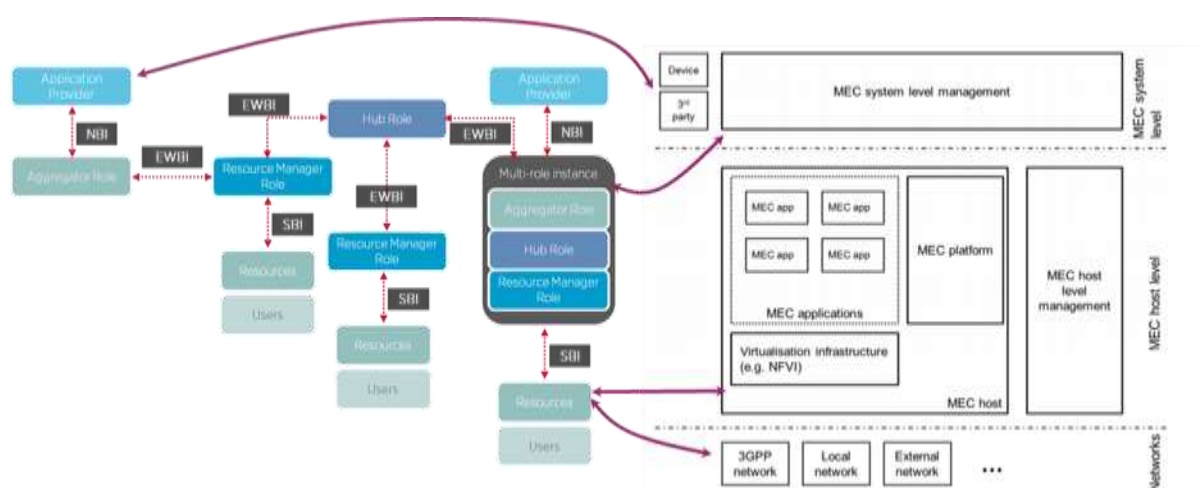 Application
Provider
NBI
Aggregator Role
EWBI
EWBI
Resource Manager
Role
SBI
Resources
Users
Hub Role
EWBI
EWBI
Resource Manager
Role
SBI
Resources
Users
Application
Provider
NBI
Multi-role instance
Aggregator Role
Hub Role
Resource Manager
Role
SBI
Resources
Users
Device
3rd
party
MEC system level management
MEC system
level
MEC app
MEC app
MEC app
MEC app
MEC applications
MEC platform
Virtualisation infrastructure
(e.g. NFVI)
MEC host
MEC host
level
management
MEC host level
3GPP
network
Local
network
External
network
...
Networks